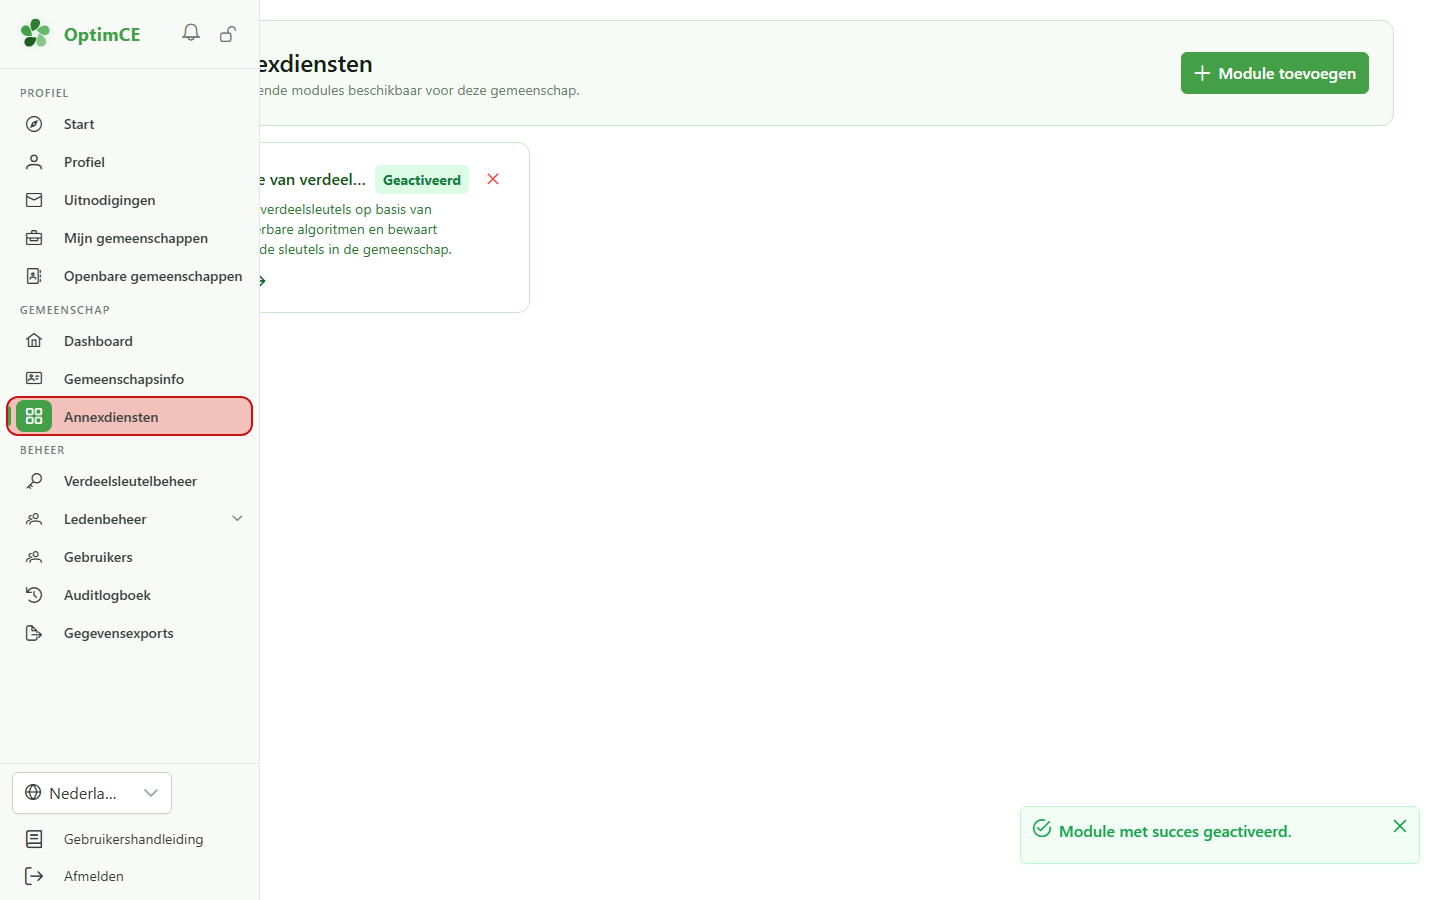 OptimCE
PROFIEL
Start
Profiel
Uitnodigingen
Mijn gemeenschappen
Openbare gemeenschappen
GEMEENSCHAP
Dashboard
Gemeenschapsinfo
Annexdiensten
BEHEER
Verdeelsleutelbeheer
Ledenbeheer
Gebruikers
Auditlogboek
Gegevensexports
Nederla...
Gebruikershandleiding
Afmelden
exdiensten
ende modules beschikbaar voor deze gemeenschap.
Module toevoegen
e van verdeel...
Geactiveerd
verdeelsleutels op basis van
erbare algoritmen en bewaart
de sleutels in de gemeenschap.
Module met succes geactiveerd.